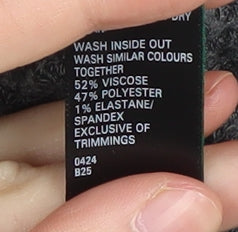 DRY
WASH INSIDE OUT
WASH SIMILAR COLOURS
TOGETHER
52% VISCOSE
47% POLYESTER
1% ELASTANE/
SPANDEX
EXCLUSIVE OF
TRIMMINGS
0424
B25